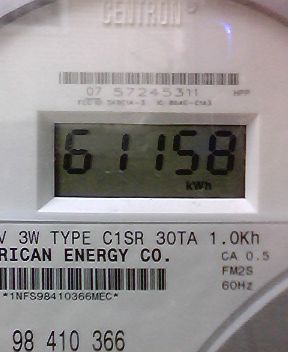 CENTRON
07 57245311 HPP
61158
kWh
V 3W TYPE C1SR 30TA 1.0Kh
RICAN ENERGY CO. CA 0.5
FM2S
60Hz
*1NFS98410366MEC*
98 410 366